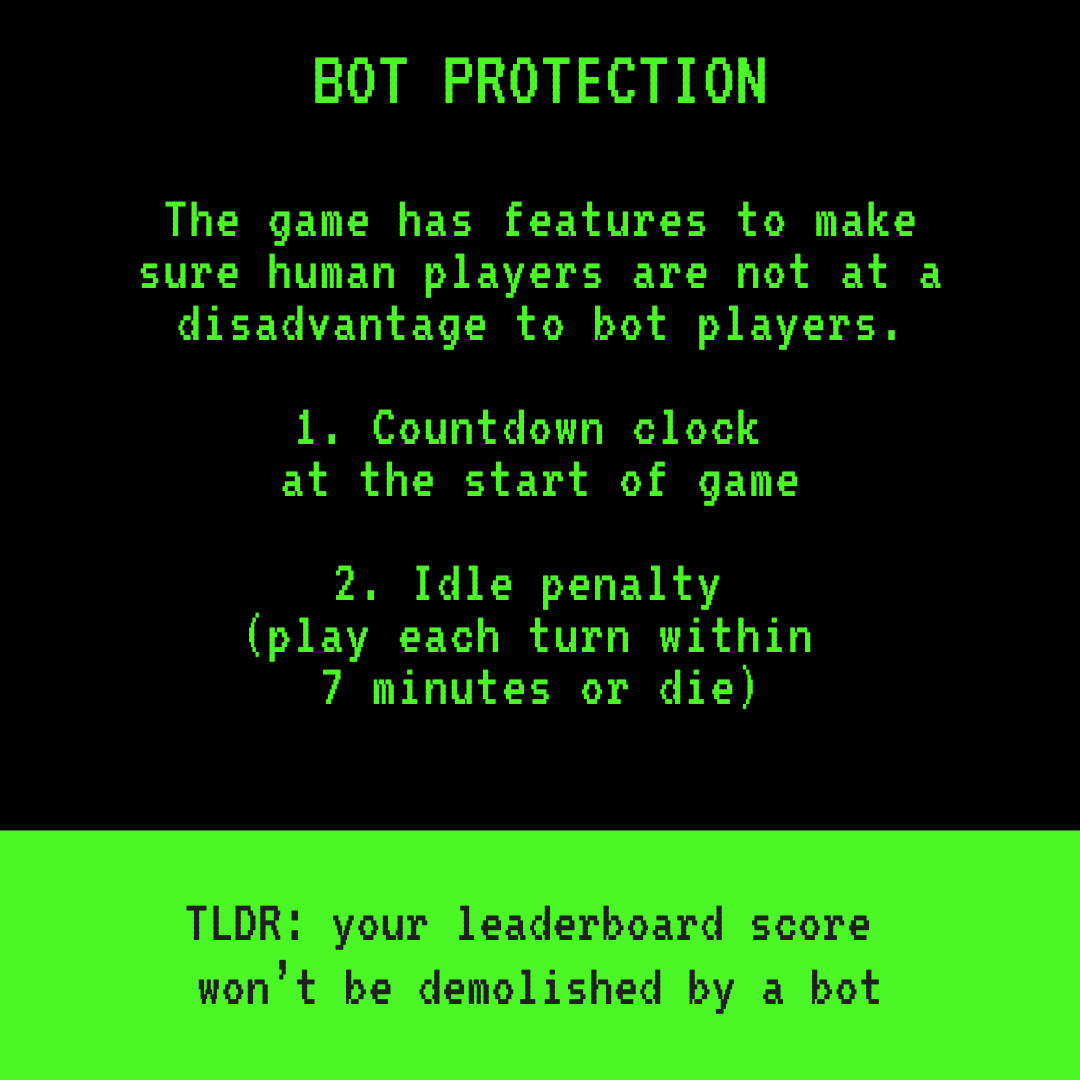 BOT PROTECTION
The game has features to make
sure human players are not at a
disadvantage to bot players.
1. Countdown clock
at the start of game
2. Idle penalty
(play each turn within
7 minutes or die)
TLDR: your leaderboard score
won't be demolished by a bot